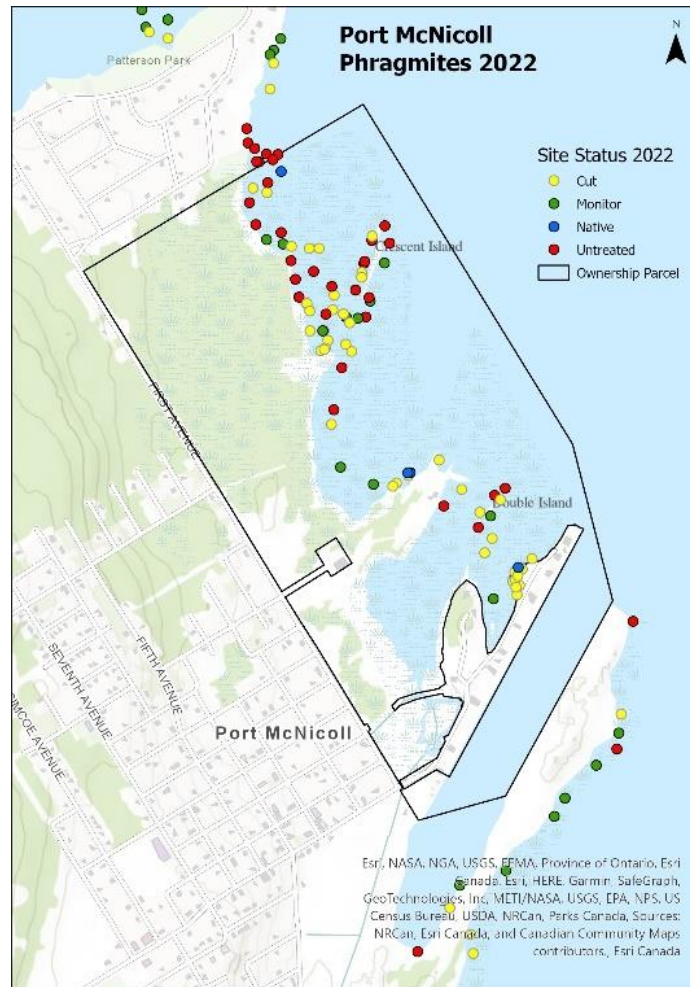 Port McNicoll
Phragmites 2022
N
Patterson Park
Site Status 2022
Cut
Monitor
Native
Untreated
Ownership Parcel
Crescent Island
FIRST AVENUE
Double Island
FIFTH AVENUE
SEVENTH AVENUE
SIMCOE AVENUE
Port McNicoll
Esri, NASA, NGA, USGS, FEMA, Province of Ontario, Esri
Canada, Esri, HERE, Garmin, SafeGraph,
GeoTechnologies, Inc, METI/NASA, USGS, EPA, NPS, US
Census Bureau, USDA, NRCan, Parks Canada, Sources:
NRCan, Esri Canada, and Canadian Community Maps
contributors., Esri Canada